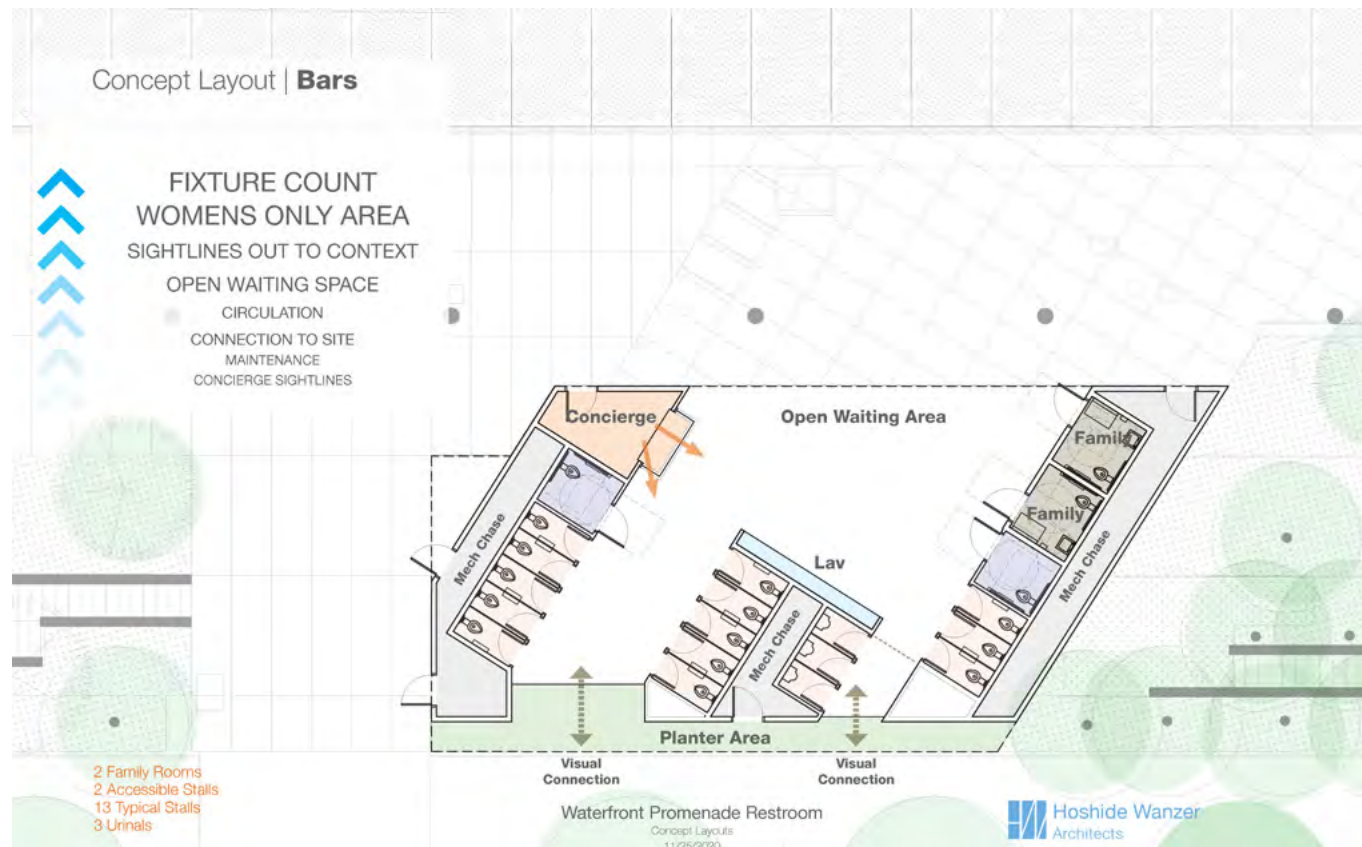 Concept Layout | Bars
FIXTURE COUNT
WOMENS ONLY AREA
SIGHTLINES OUT TO CONTEXT
OPEN WAITING SPACE
CIRCULATION
CONNECTION TO SITE
MAINTENANCE
CONCIERGE SIGHTLINES
Concierge
Open Waiting Area
Family
Family
Mech Chase
Lav
Mech Chase
Mech Chase
Planter Area
Visual
Connection
Visual
Connection
2 Family Rooms
2 Accessible Stalls
13 Typical Stalls
3 Urinals
Waterfront Promenade Restroom
Concept Layouts
11/25/2020
Hoshide Wanzer
Architects